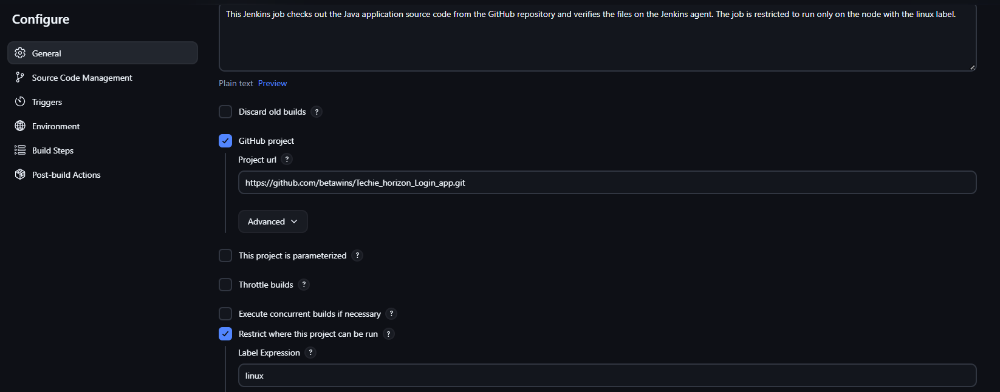 Configure
General
Source Code Management
Triggers
Environment
Build Steps
Post-build Actions
This Jenkins job checks out the Java application source code from the GitHub repository and verifies the files on the Jenkins agent. The job is restricted to run only on the node with the linux label.
Plain text Preview
Discard old builds ?
GitHub project
Project url ?
https://github.com/betawins/Techie_horizon_Login_app.git
Advanced
This project is parameterized ?
Throttle builds ?
Execute concurrent builds if necessary ?
Restrict where this project can be run ?
Label Expression ?
linux